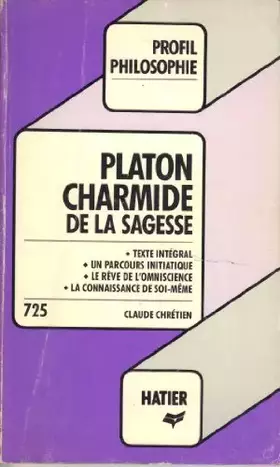 PROFIL
PHILOSOPHIE
PLATON
CHARMIDE
DE LA SAGESSE
• TEXTE INTÉGRAL
◆ UN PARCOURS INITIATIQUE
◆ LE RÊVE DE L'OMNISCIENCE
◆ LA CONNAISSANCE DE SOI-MÊME
725
CLAUDE CHRÉTIEN
HATIER